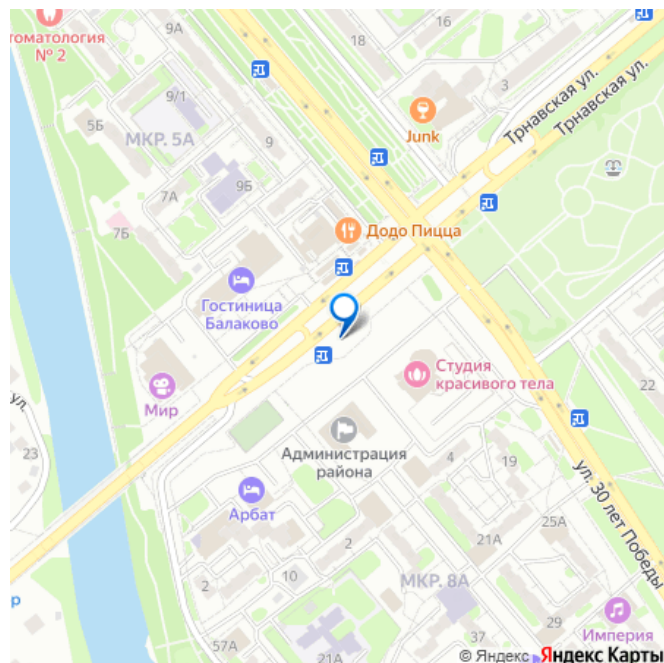 томатология
№ 2
9А
18
16
3
9/1
5Б
МКР. 5А
9
Junk
Трнавская ул.
Трнавская ул.
7А
9Б
7Б
Додо Пицца
Гостиница
Балаково
Мир
Студия
красивого тела
ул.
22
23
Администрация
района
4
19
Арбат
ул. 30 лет Победы
25А
2
21А
2
10
МКР. 8А
р
57А
21А
37
29
Империя
© Яндекс Яндекс Карты